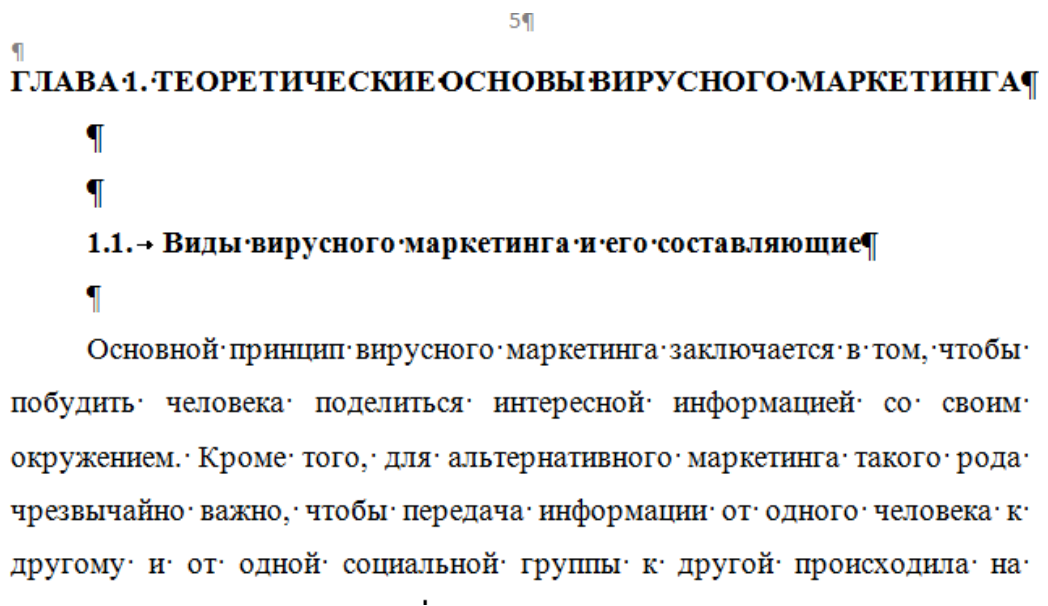 5¶
¶
ГЛАВА·1.·ТЕОРЕТИЧЕСКИЕ·ОСНОВЫ·ВИРУСНОГО·МАРКЕТИНГА¶
¶
¶
1.1.→ Виды·вирусного·маркетинга·и·его·составляющие¶
¶
Основной·принцип·вирусного·маркетинга·заключается·в·том,·чтобы·
побудить· человека· поделиться· интересной· информацией· со· своим·
окружением.· Кроме· того,· для· альтернативного· маркетинга· такого· рода·
чрезвычайно· важно,· чтобы· передача· информации· от· одного· человека· к·
другому· и· от· одной· социальной· группы· к· другой· происходила· на·